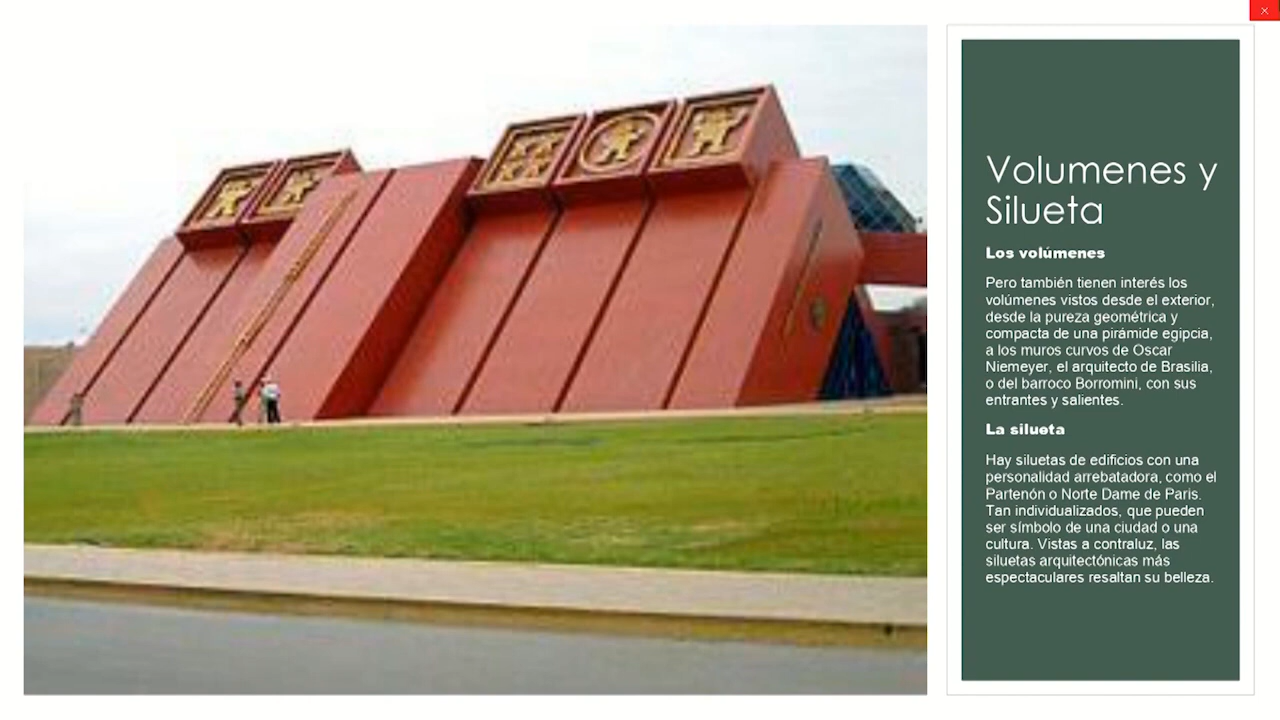 Volumenes y
Silueta
Los volúmenes
Pero también tienen interés los
volúmenes vistos desde el exterior,
desde la pureza geométrica y
compacta de una pirámide egipcia,
a los muros curvos de Oscar
Niemeyer, el arquitecto de Brasilia,
o del barroco Borromini, con sus
entrantes y salientes.
La silueta
Hay siluetas de edificios con una
personalidad arrebatadora, como el
Partenón o Norte Dame de Paris.
Tan individualizados, que pueden
ser símbolo de una ciudad o una
cultura. Vistas a contraluz, las
siluetas arquitectónicas más
espectaculares resaltan su belleza.